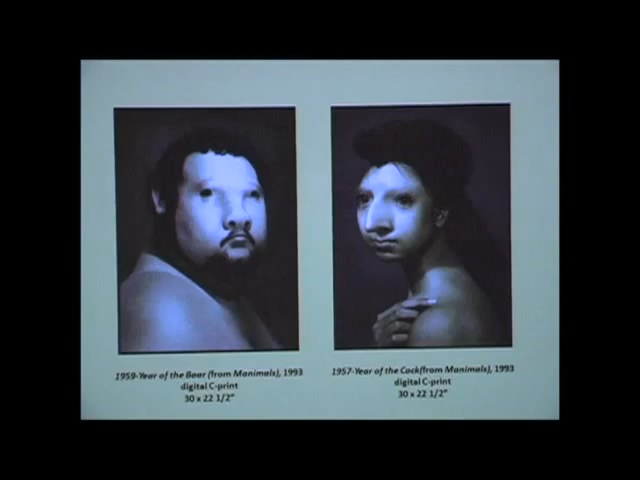 1959-Year of the Boar (from Manimals), 1993
digital C-print
30 x 22 1/2"
1957-Year of the Cock(from Manimals), 1993
digital C-print
30 x 22 1/2"